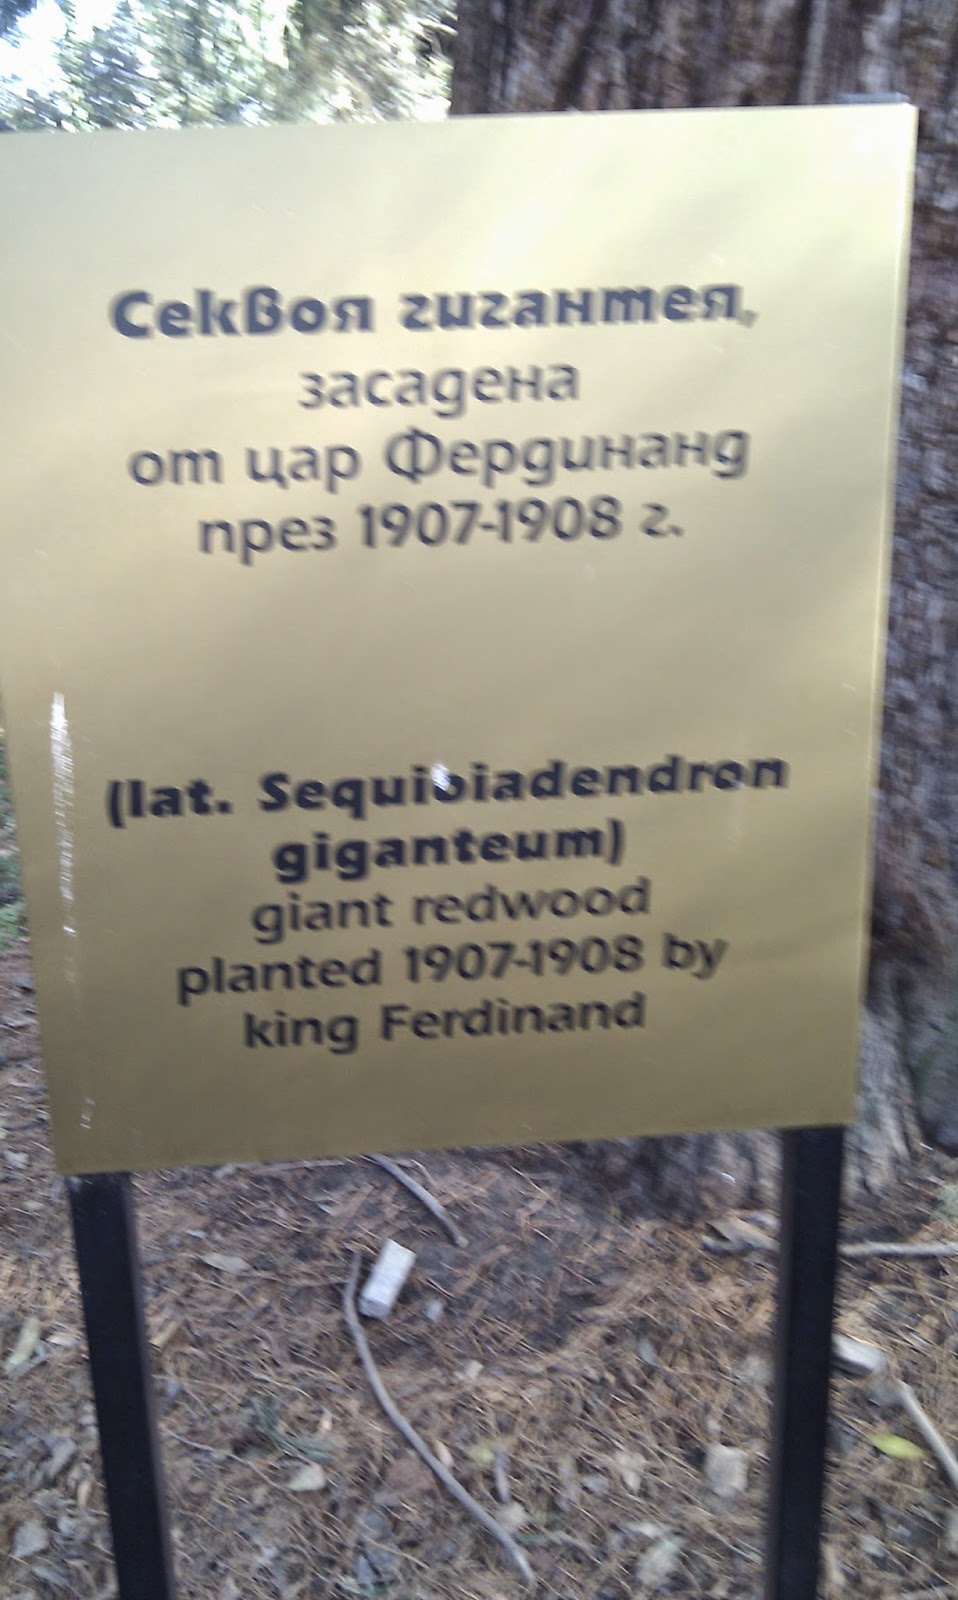 Секвоя гигантея,
засадена
от цар Фердинанд
през 1907-1908 г.
(lat. Sequioiadendron
giganteum)
giant redwood
planted 1907-1908 by
king Ferdinand